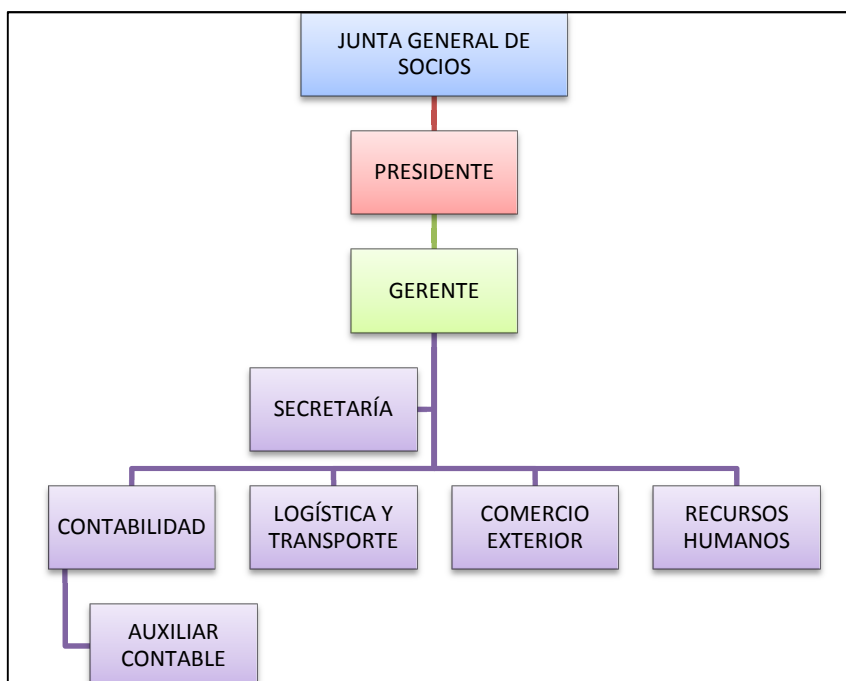 JUNTA GENERAL DE
SOCIOS
PRESIDENTE
GERENTE
SECRETARÍA
CONTABILIDAD
LOGÍSTICA Y
TRANSPORTE
COMERCIO
EXTERIOR
RECURSOS
HUMANOS
AUXILIAR
CONTABLE